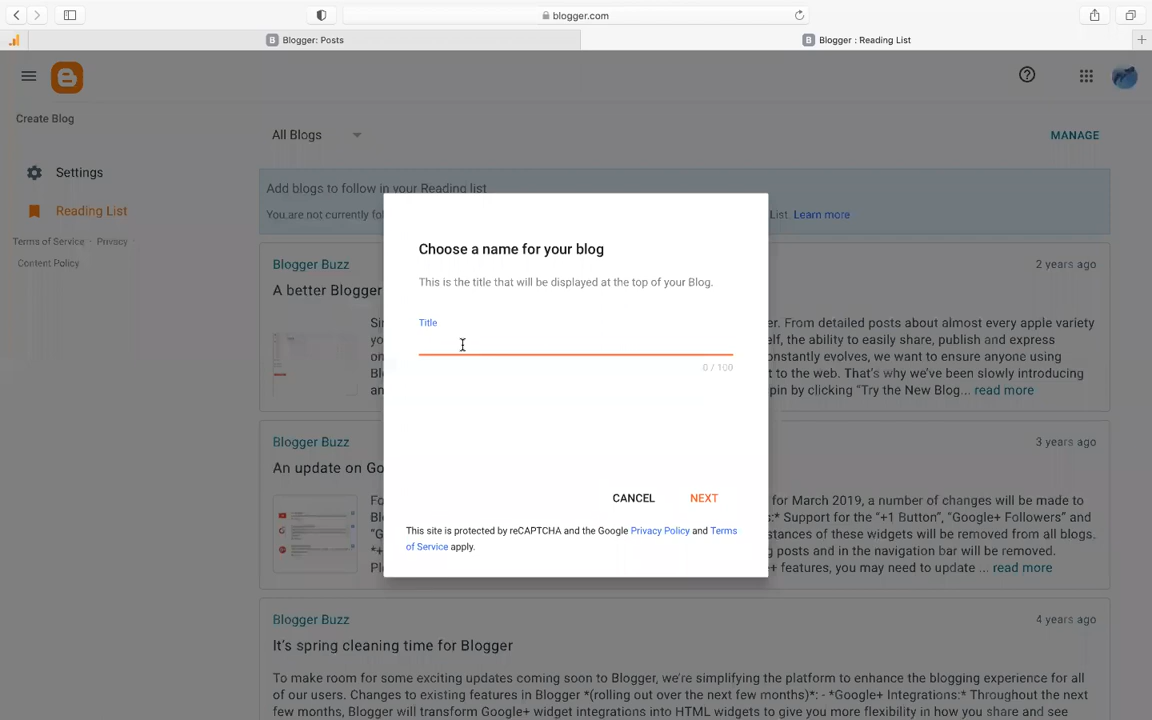 blogger.com
Blogger: Posts
Blogger : Reading List
Create Blog
All Blogs
MANAGE
Settings
Reading List
Terms of Service · Privacy ·
Content Policy
Add blogs to follow in your Reading list
You are not currently fol
List. Learn more
Choose a name for your blog
This is the title that will be displayed at the top of your Blog.
Title
0 / 100
CANCEL
NEXT
This site is protected by reCAPTCHA and the Google Privacy Policy and Terms
of Service apply.
Blogger Buzz
2 years ago
A better Blogger
Sin
er. From detailed posts about almost every apple variety
elf, the ability to easily share, publish and express
on
onstantly evolves, we want to ensure anyone using
Blo
t to the web. That's why we've been slowly introducing
an
pin by clicking "Try the New Blog... read more
Blogger Buzz
3 years ago
An update on Go
Fo
for March 2019, a number of changes will be made to
Blo
:* Support for the "+1 Button", "Google+ Followers" and
"G
stances of these widgets will be removed from all blogs.
*+
g posts and in the navigation bar will be removed.
Pl
+ features, you may need to update ... read more
Blogger Buzz
4 years ago
It's spring cleaning time for Blogger
To make room for some exciting updates coming soon to Blogger, we're simplifying the platform to enhance the blogging experience for all
of our users. Changes to existing features in Blogger *(rolling out over the next few months)*: - *Google+ Integrations:* Throughout the next
few months, Blogger will transform Google+ widget integrations into HTML widgets to give you more flexibility in how you share and see